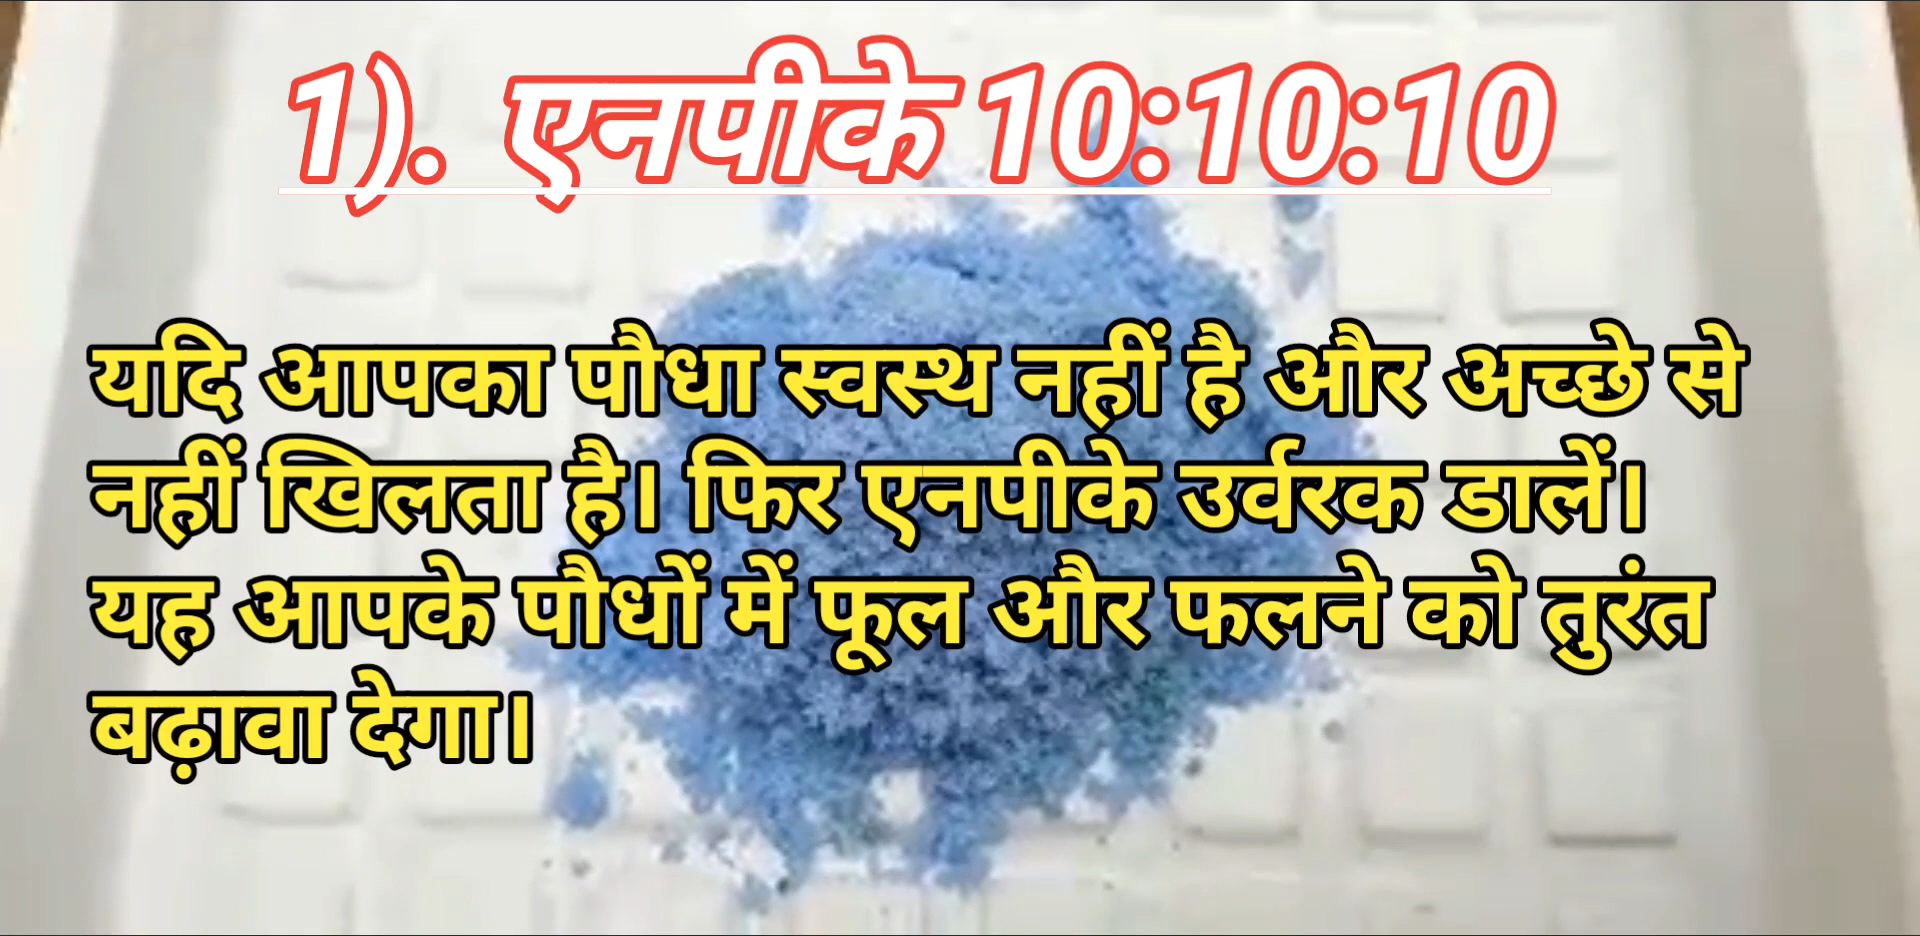 1). एनपीके 10:10:10
यदि आपका पौधा स्वस्थ नहीं है और अच्छे से
नहीं खिलता है। फिर एनपीके उर्वरक डालें।
यह आपके पौधों में फूल और फलने को तुरंत
बढ़ावा देगा।